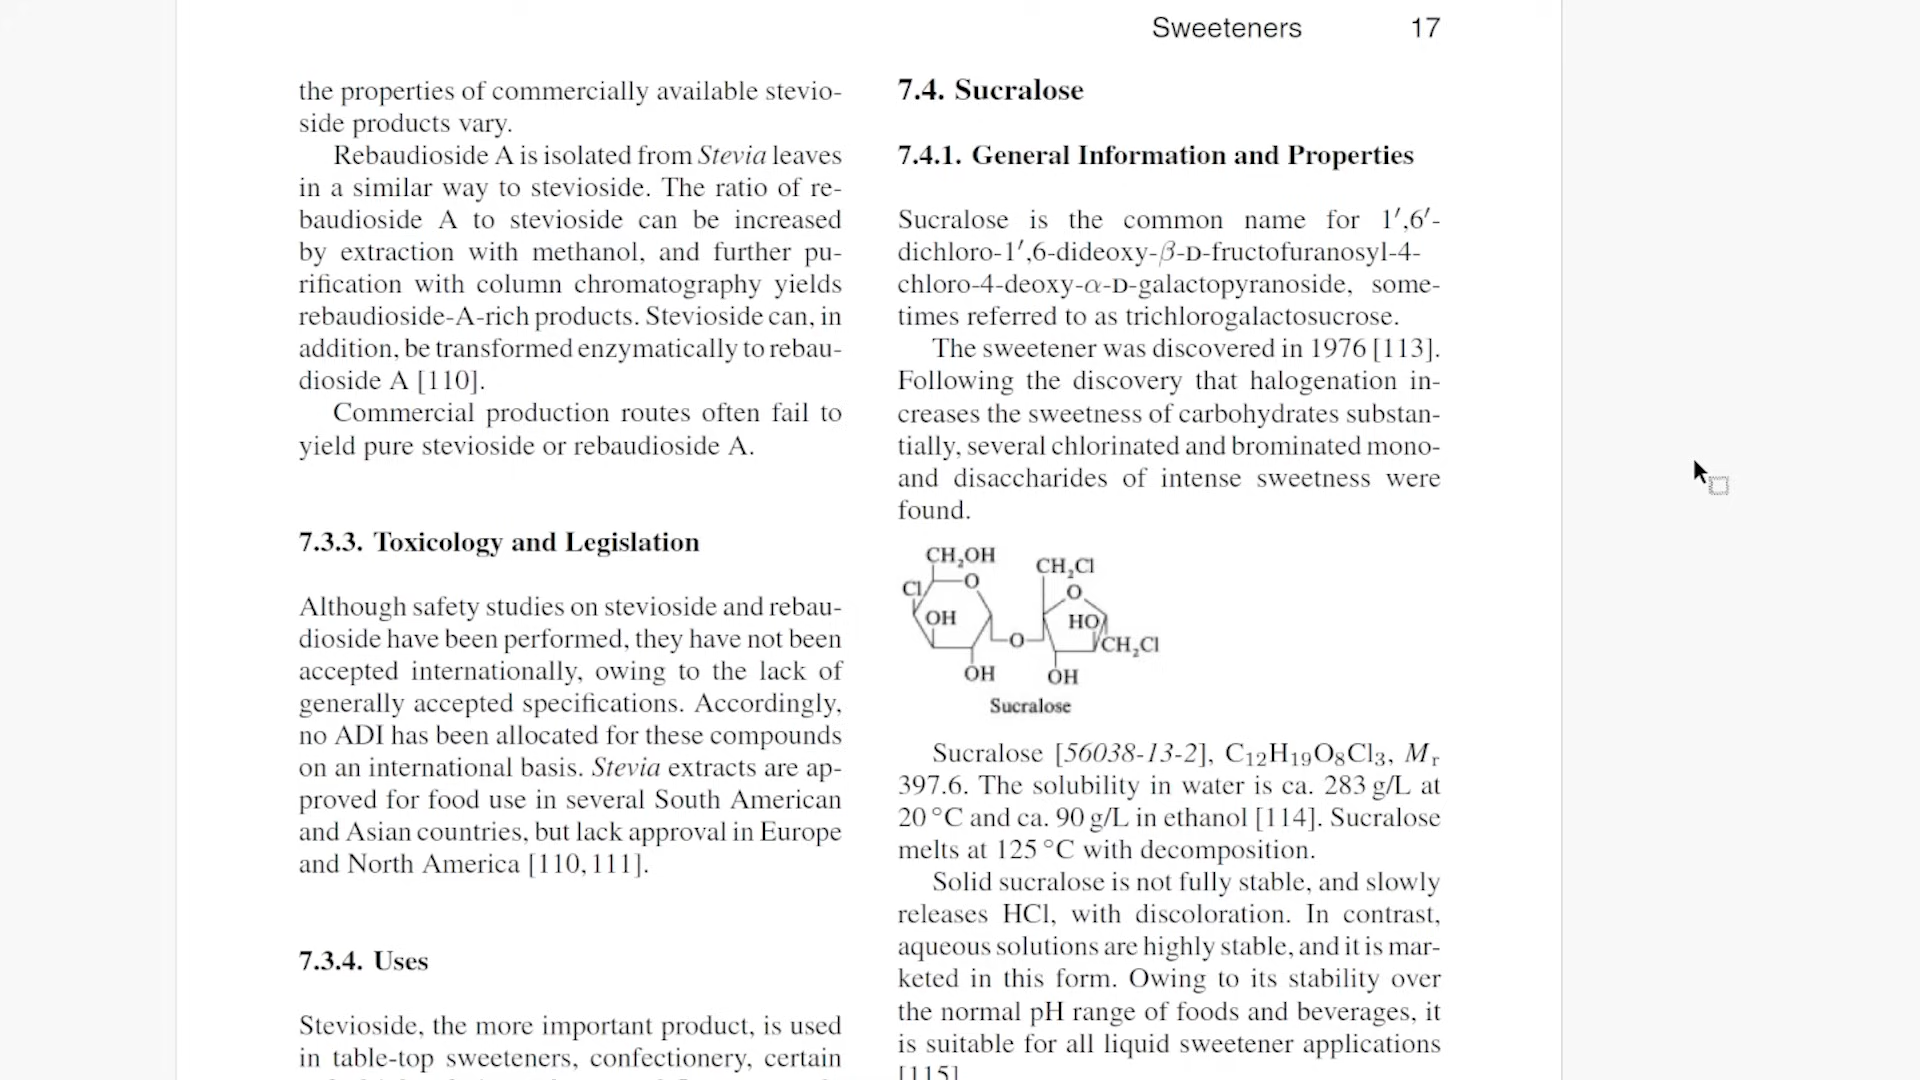 Sweeteners 17
the properties of commercially available stevio-
side products vary.
Rebaudioside A is isolated from Stevia leaves
in a similar way to stevioside. The ratio of re-
baudioside A to stevioside can be increased
by extraction with methanol, and further pu-
rification with column chromatography yields
rebaudioside-A-rich products. Stevioside can, in
addition, be transformed enzymatically to rebau-
dioside A [110].
Commercial production routes often fail to
yield pure stevioside or rebaudioside A.
7.3.3. Toxicology and Legislation
Although safety studies on stevioside and rebau-
dioside have been performed, they have not been
accepted internationally, owing to the lack of
generally accepted specifications. Accordingly,
no ADI has been allocated for these compounds
on an international basis. Stevia extracts are ap-
proved for food use in several South American
and Asian countries, but lack approval in Europe
and North America [110, 111].
7.3.4. Uses
Stevioside, the more important product, is used
in table-top sweeteners, confectionery, certain
7.4. Sucralose
7.4.1. General Information and Properties
Sucralose is the common name for 1′,6′-
dichloro-1′,6-dideoxy-β-D-fructofuranosyl-4-
chloro-4-deoxy-α-D-galactopyranoside, some-
times referred to as trichlorogalactosucrose.
The sweetener was discovered in 1976 [113].
Following the discovery that halogenation in-
creases the sweetness of carbohydrates substan-
tially, several chlorinated and brominated mono-
and disaccharides of intense sweetness were
found.
CH₂OH CH₂Cl
Cl O O
OH HO
O CH₂Cl
OH OH
Sucralose
Sucralose [56038-13-2], C₁₂H₁₉O₈Cl₃, Mᵣ
397.6. The solubility in water is ca. 283 g/L at
20 °C and ca. 90 g/L in ethanol [114]. Sucralose
melts at 125 °C with decomposition.
Solid sucralose is not fully stable, and slowly
releases HCl, with discoloration. In contrast,
aqueous solutions are highly stable, and it is mar-
keted in this form. Owing to its stability over
the normal pH range of foods and beverages, it
is suitable for all liquid sweetener applications
[115]